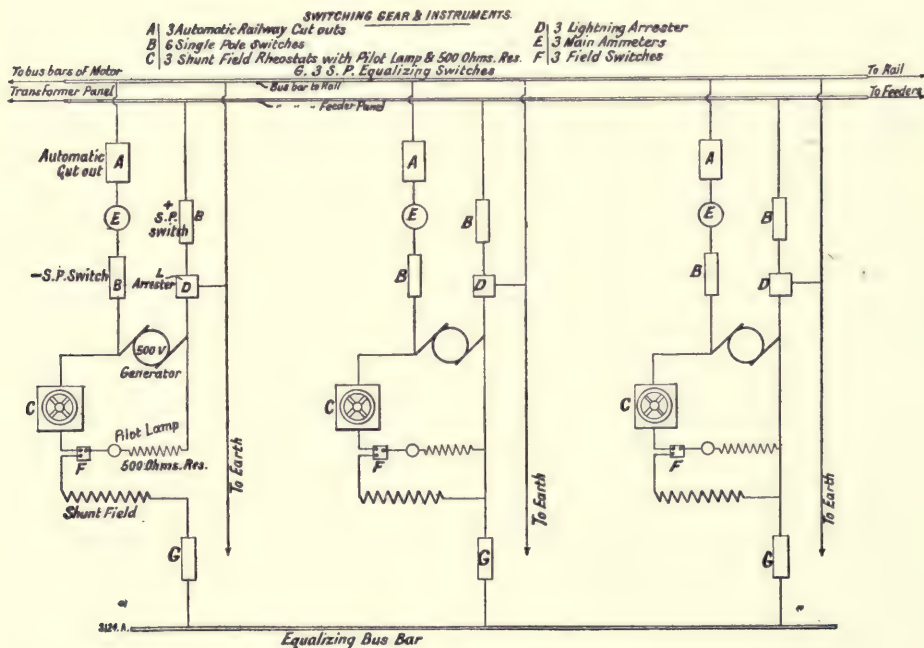 SWITCHING GEAR & INSTRUMENTS.
A 3 Automatic Railway Cut outs
B 6 Single Pole Switches
C 3 Shunt Field Rheostats with Pilot Lamp & 500 Ohms. Res.
D 3 Lightning Arrester
E 3 Main Ammeters
F 3 Field Switches
G. 3 S. P. Equalizing Switches
To bus bars of Motor
Transformer Panel
Bus bar to Rail
" " " Feeder Panel
To Rail
To Feeders
Automatic
Cut out
A
E
+
S.P.
switch
B
-S.P. Switch
B
L
Arrester
D
500 V
Generator
C
Pilot Lamp
F
500 Ohms. Res.
Shunt Field
G
To Earth
A
E
B
B
D
C
F
G
To Earth
A
E
B
B
D
C
F
G
To Earth
3124. A.
Equalizing Bus Bar